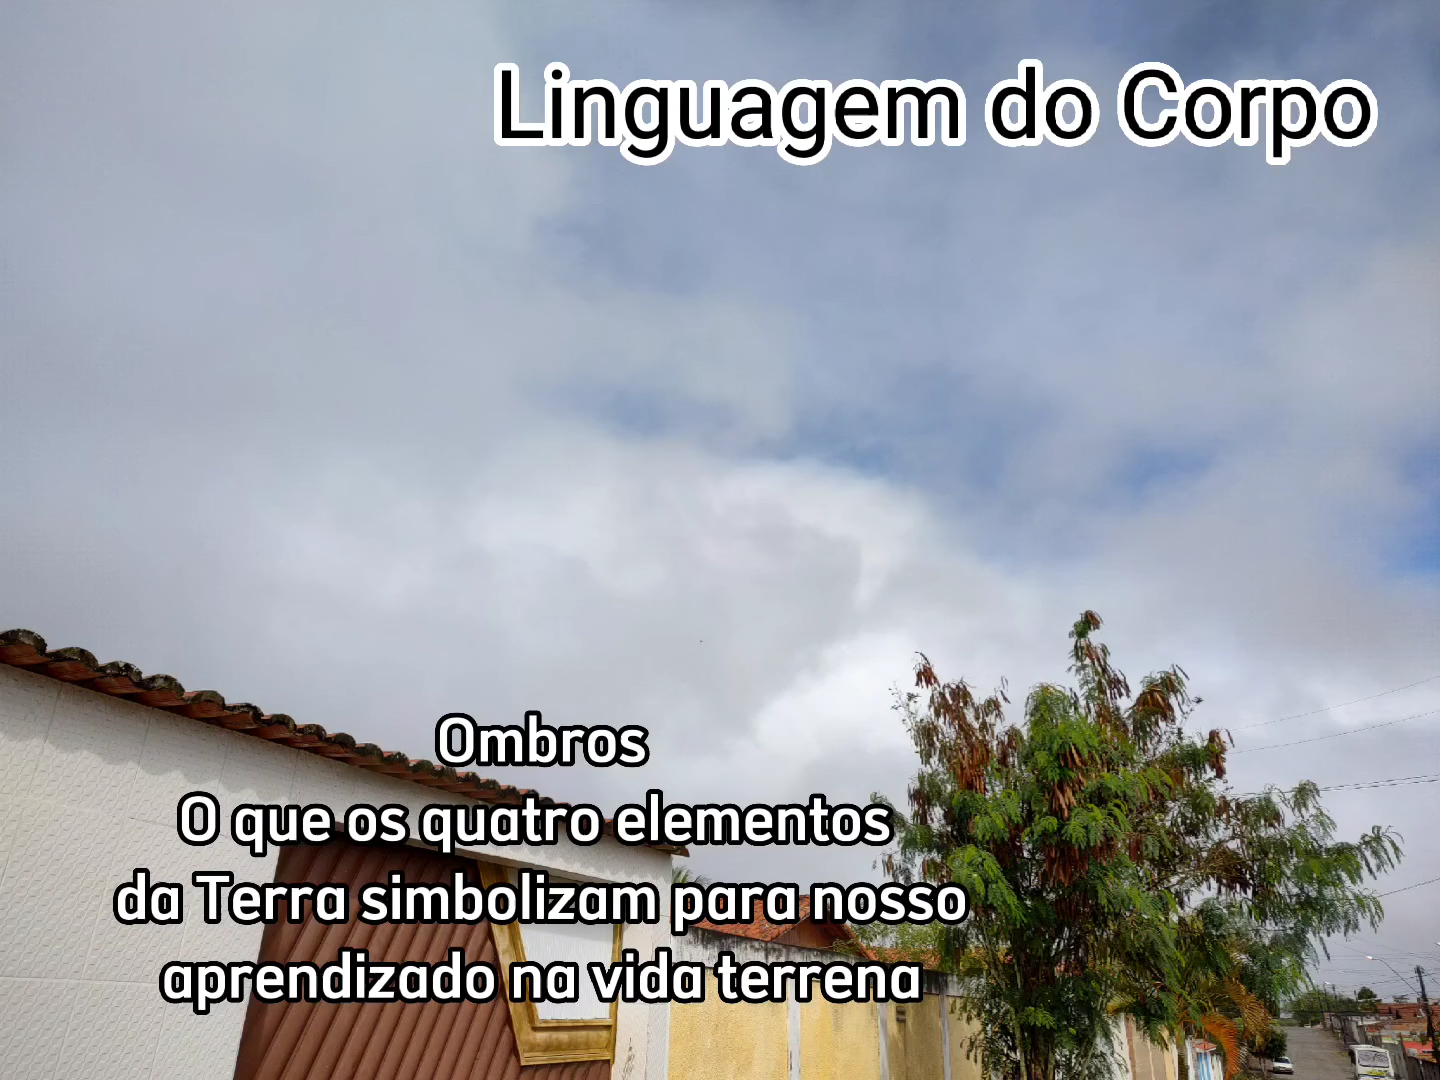 Linguagem do Corpo
Ombros
O que os quatro elementos
da Terra simbolizam para nosso
aprendizado na vida terrena